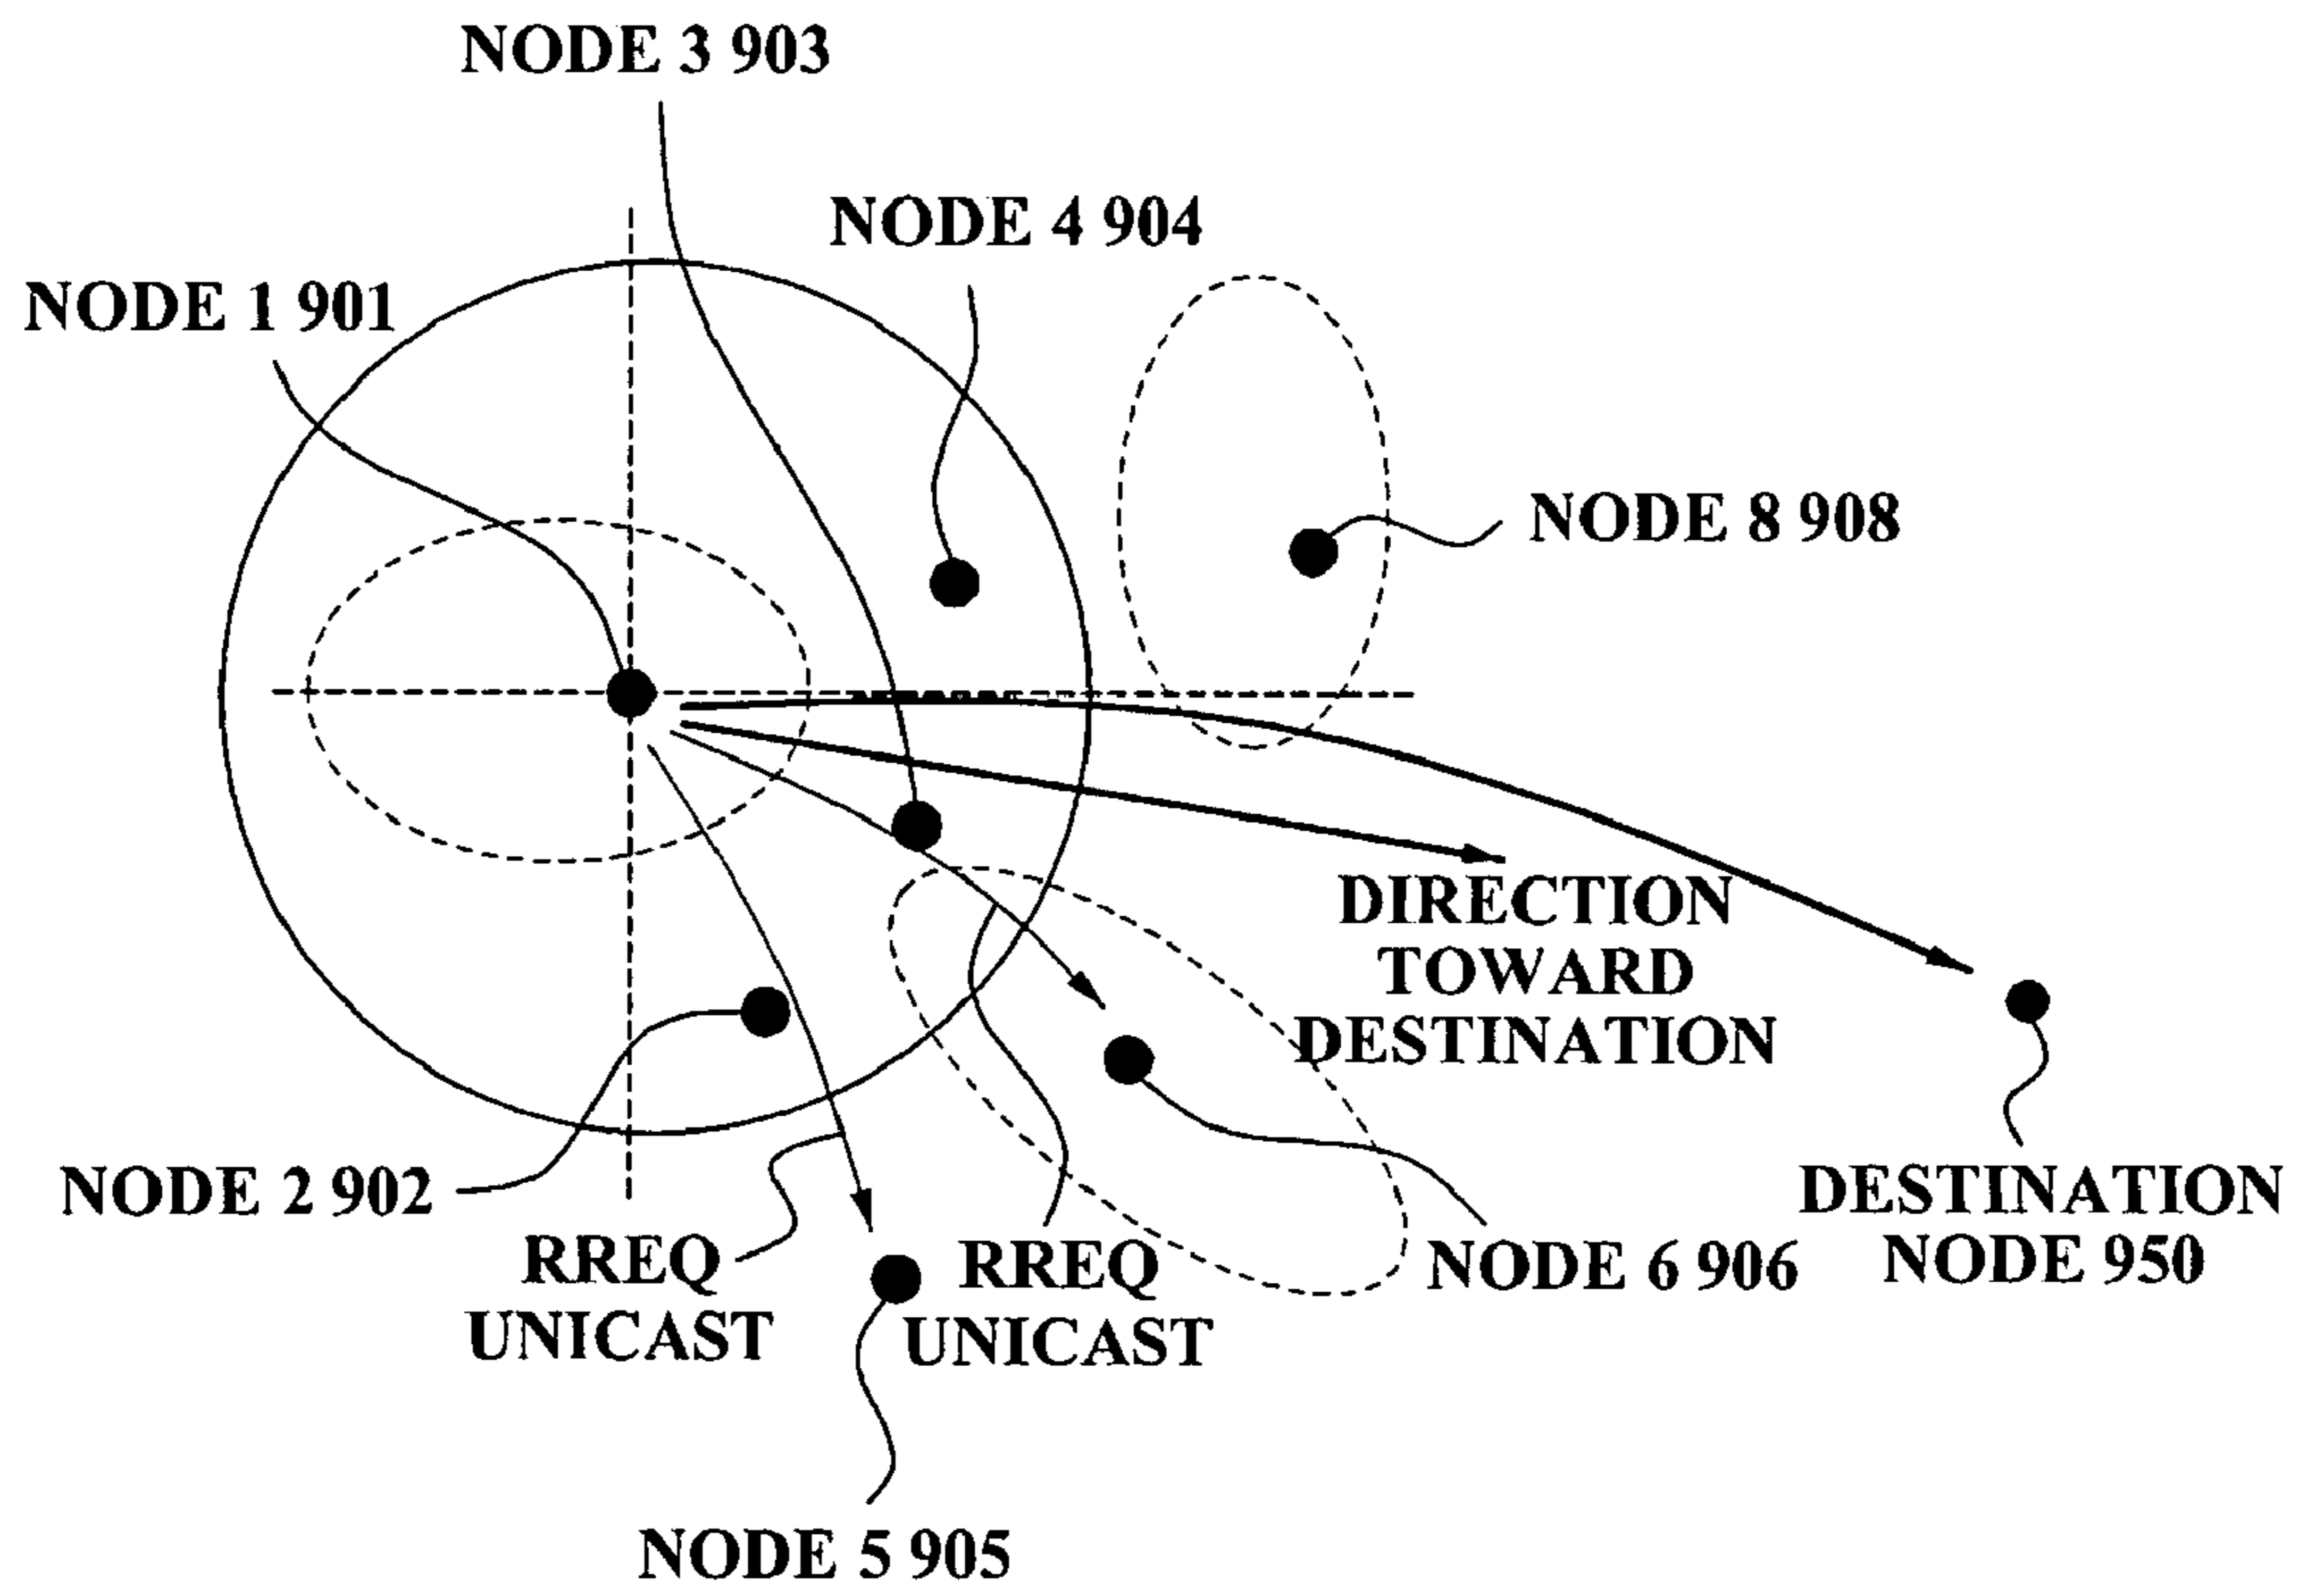 NODE 3 903
NODE 4 904
NODE 1 901
NODE 8 908
DIRECTION
TOWARD
DESTINATION
NODE 2 902
DESTINATION
NODE 950
RREQ
UNICAST
RREQ
UNICAST
NODE 6 906
NODE 5 905